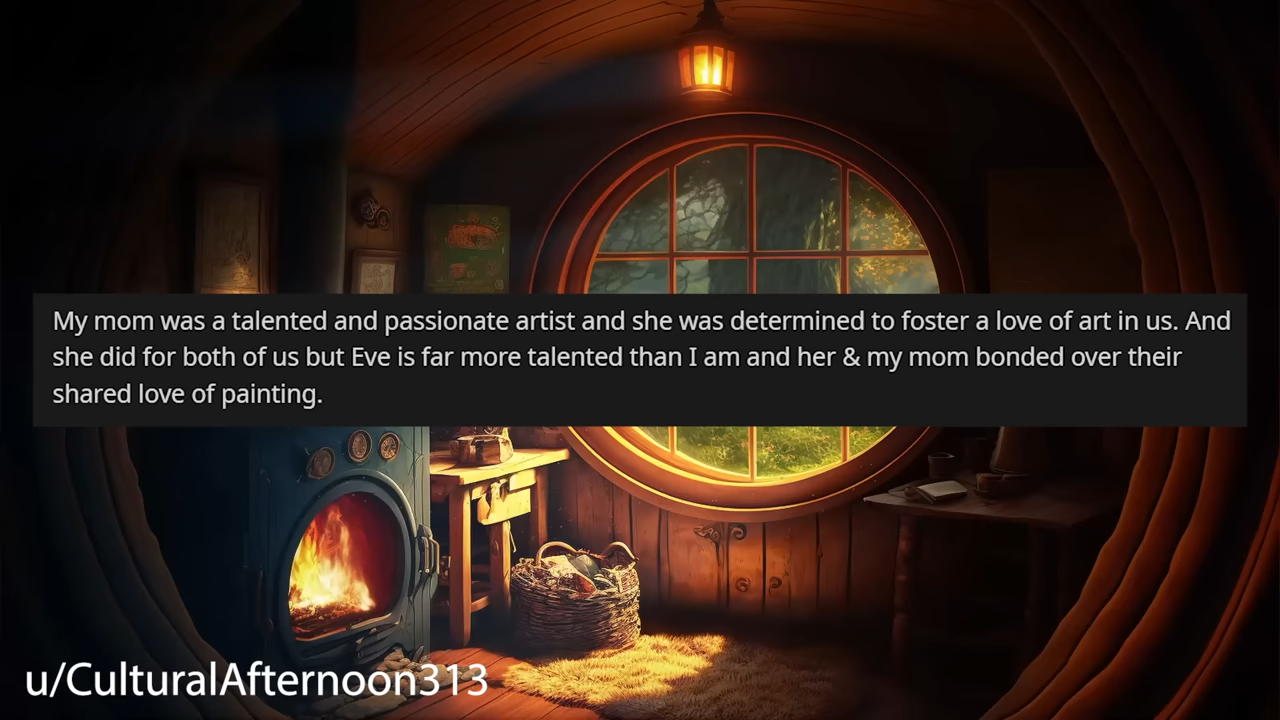 My mom was a talented and passionate artist and she was determined to foster a love of art in us. And
she did for both of us but Eve is far more talented than I am and her & my mom bonded over their
shared love of painting.
u/CulturalAfternoon313